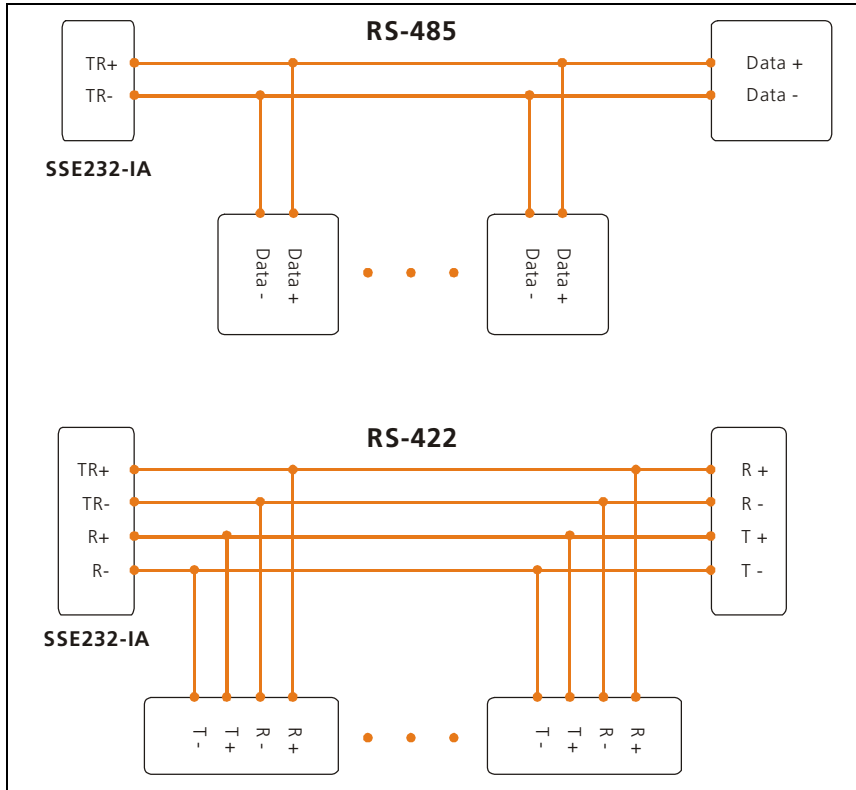 RS-485
TR+
TR-
SSE232-IA
Data +
Data -
Data -
Data +
Data -
Data +
RS-422
TR+
TR-
R+
R-
SSE232-IA
R +
R -
T +
T -
T -
T +
R -
R +
T -
T +
R -
R +